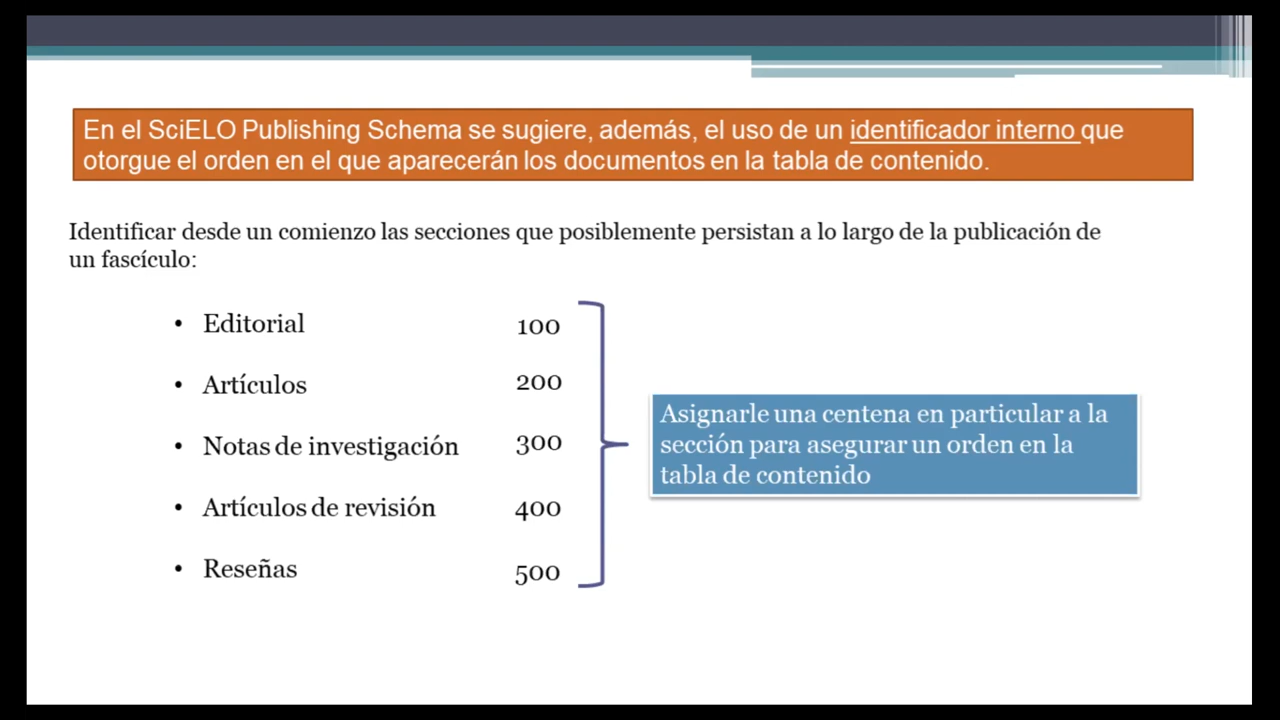 En el SciELO Publishing Schema se sugiere, además, el uso de un identificador interno que
otorgue el orden en el que aparecerán los documentos en la tabla de contenido.
Identificar desde un comienzo las secciones que posiblemente persistan a lo largo de la publicación de
un fascículo:
• Editorial 100
• Artículos 200
• Notas de investigación 300
• Artículos de revisión 400
• Reseñas 500
Asignarle una centena en particular a la
sección para asegurar un orden en la
tabla de contenido